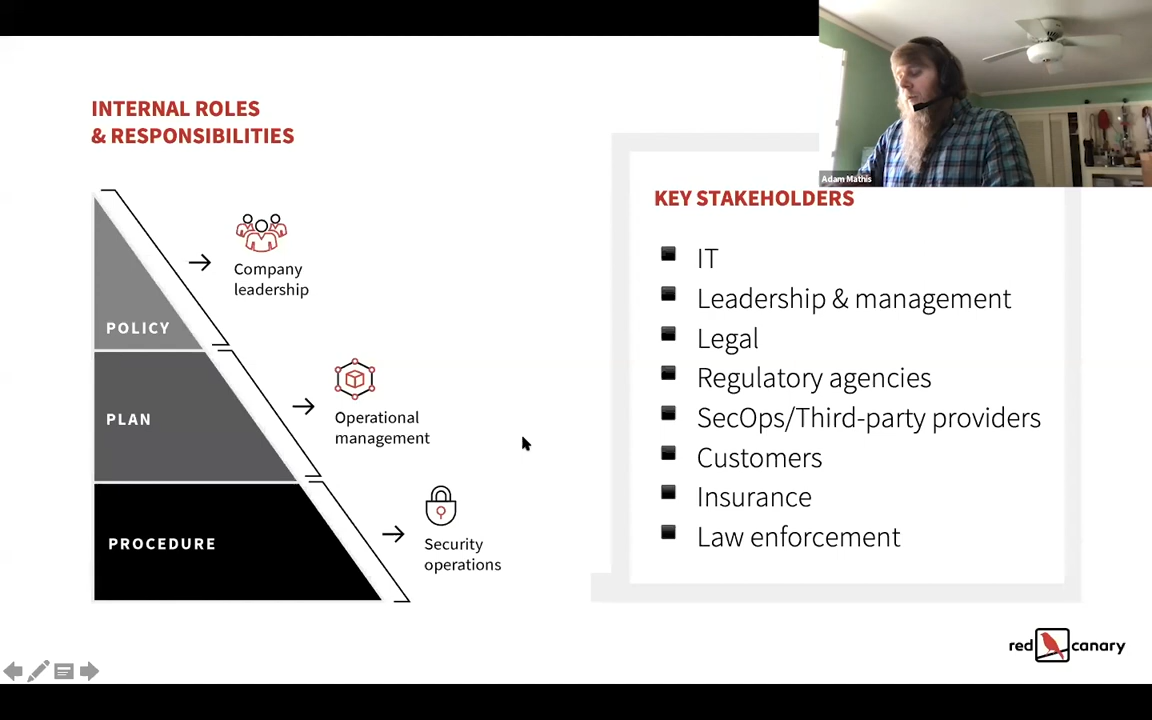 INTERNAL ROLES
& RESPONSIBILITIES
POLICY
PLAN
PROCEDURE
Company
leadership
Operational
management
Security
operations
Adam Mathis
KEY STAKEHOLDERS
IT
Leadership & management
Legal
Regulatory agencies
SecOps/Third-party providers
Customers
Insurance
Law enforcement
red canary